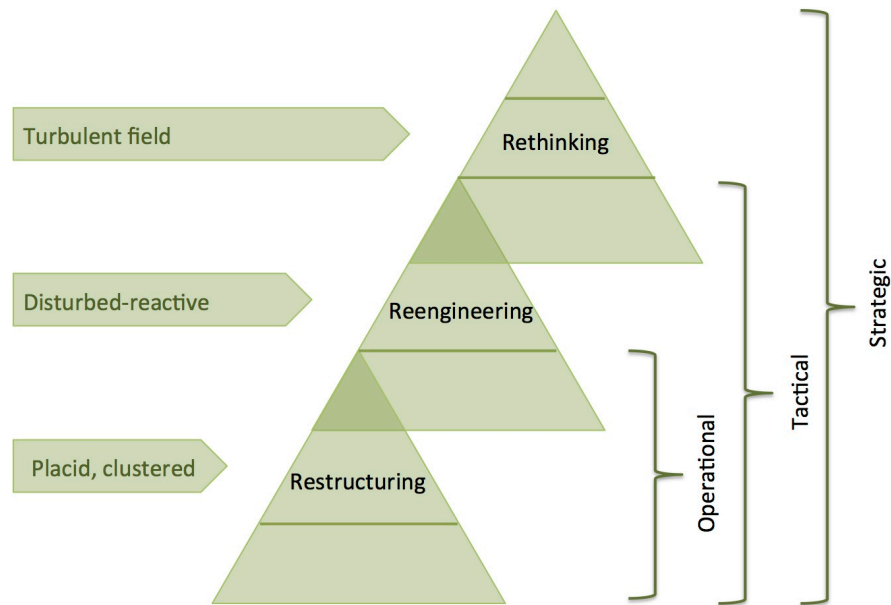 Turbulent field
Rethinking
Disturbed-reactive
Reengineering
Placid, clustered
Restructuring
Operational
Tactical
Strategic